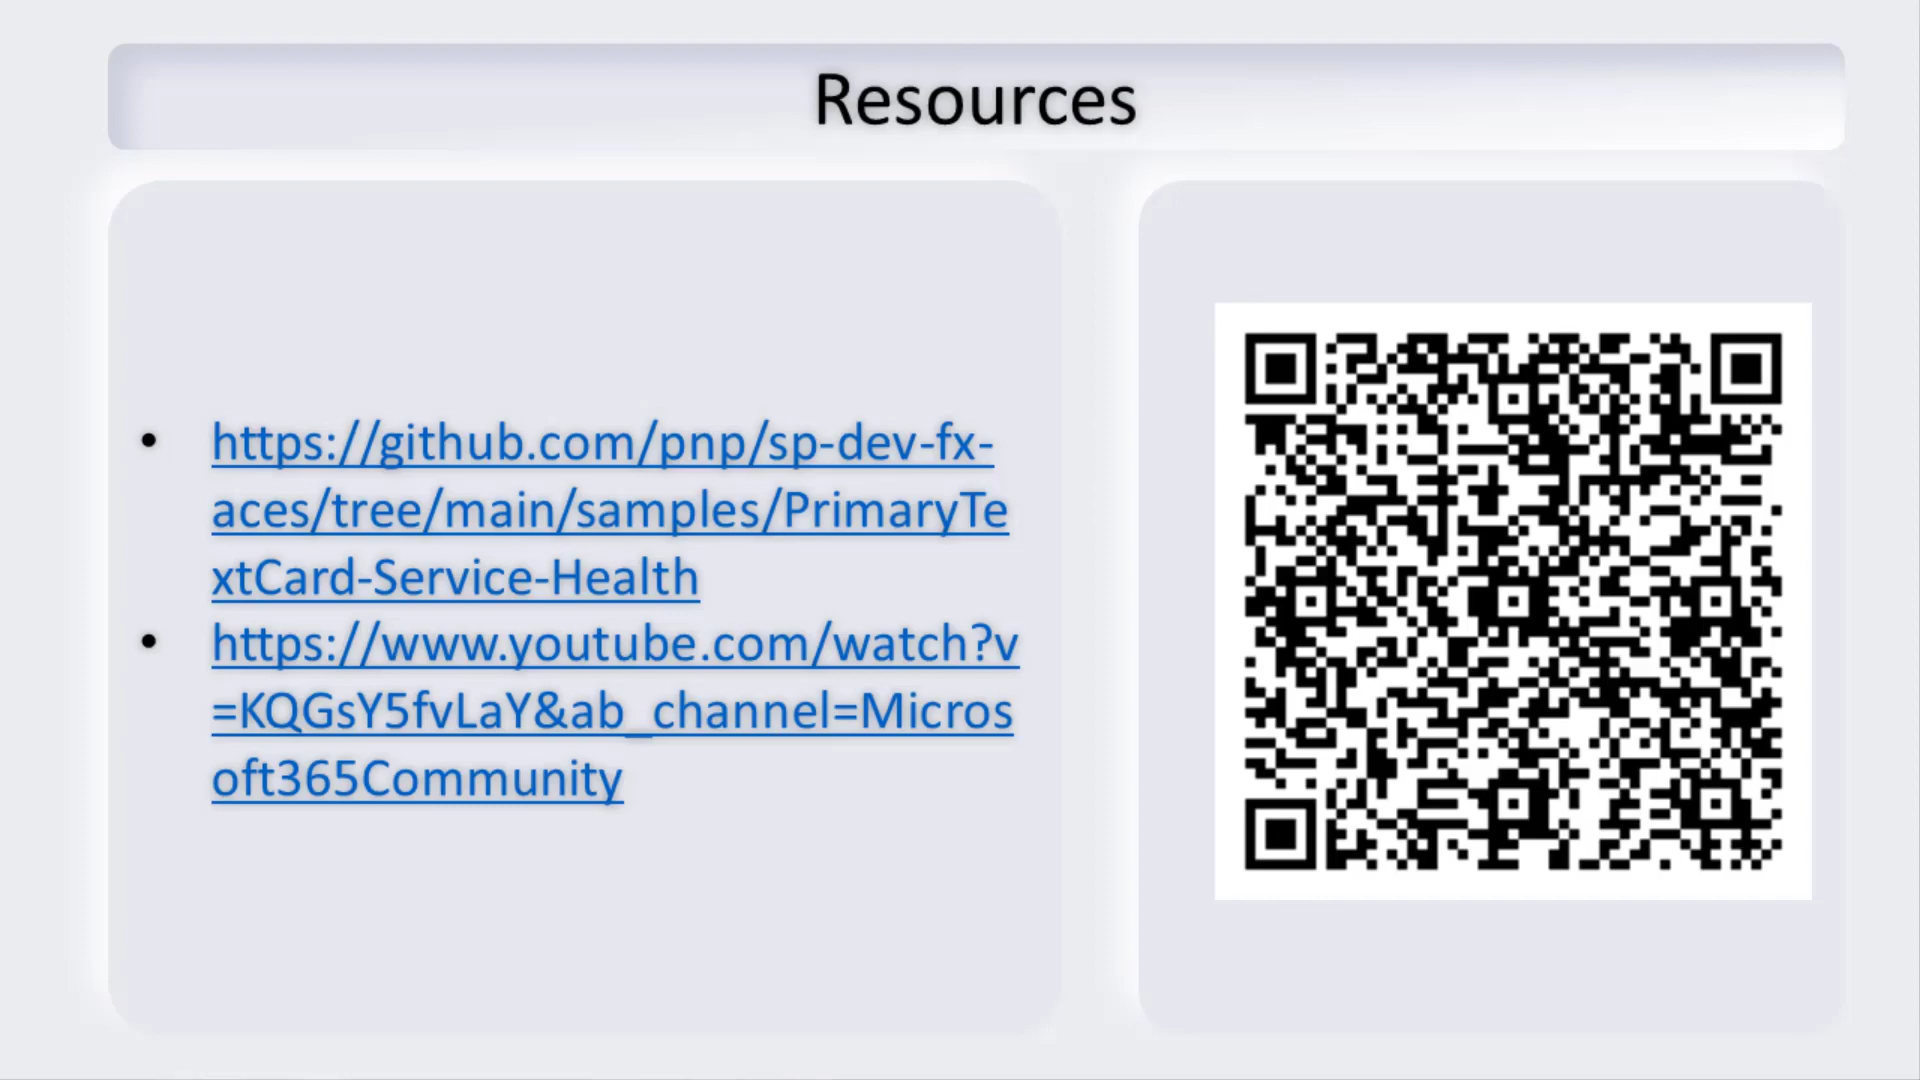 Resources
• https://github.com/pnp/sp-dev-fx-
aces/tree/main/samples/PrimaryTe
xtCard-Service-Health
• https://www.youtube.com/watch?v
=KQGsY5fvLaY&ab_channel=Micros
oft365Community